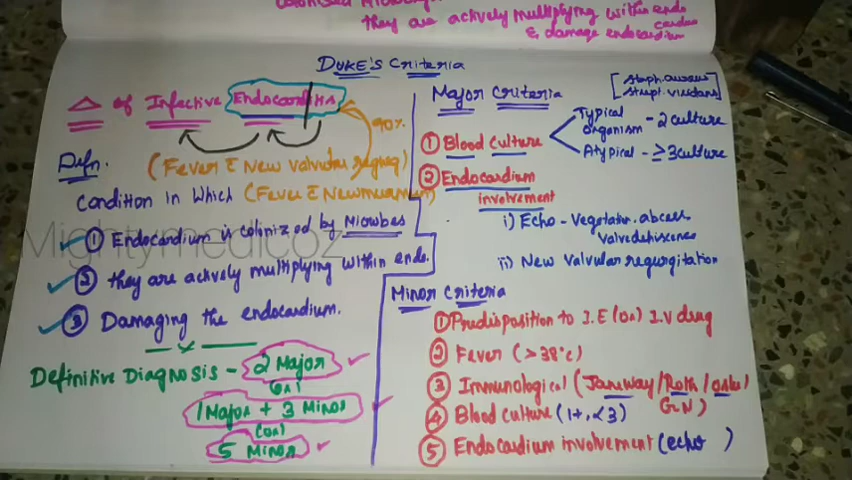 they are actively multiplying within endo
cardium
& damage endocardium
DUKE'S Criteria
Δ of Infective Endocarditis
90%
Defn.
(Fever c̄ New valvular regurg)
Condition in Which (Fever c̄ New murmur)
① Endocardium is colonized by Miowbes
② they are actively multiplying within endo.
③ Damaging the endocardium.
x
Definitive Diagnosis - 2 Major
(or)
1 Major + 3 Minor
(or)
5 Minor
Major Criteria
[Staph. aureus
Strept. viridans]
① Blood Culture
Typical organism - 2 culture
Atypical - ≥3 culture
② Endocardium
involvement
i) Echo - Vegetation. abcess
Valve dehiscence
ii) New valvular regurgitation
Minor Criteria
① Predisposition to I.E (or) I.V drug
② Fever (>38°c)
③ Immunological (Janeway/Roth/osler
GN)
④ Blood culture (1+, <3)
⑤ Endocardium involvement (echo )
Mightymedicoz